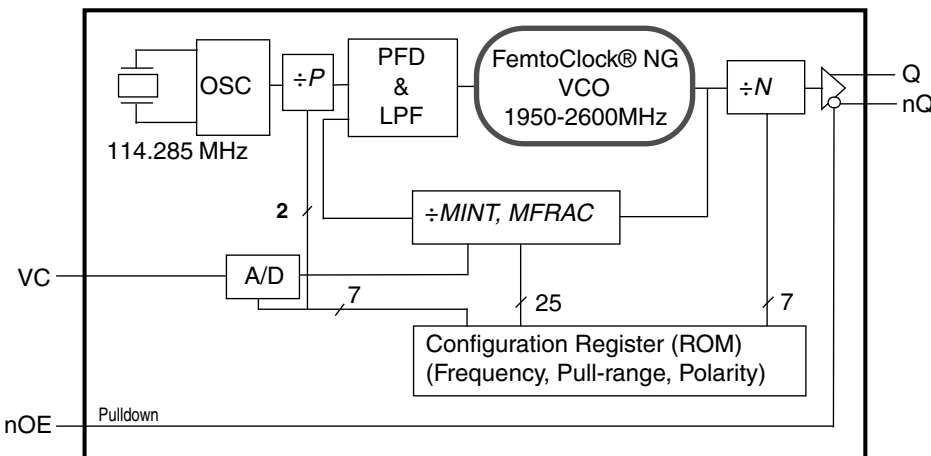 OSC
÷P
PFD
&
LPF
FemtoClock® NG
VCO
1950-2600MHz
÷N
Q
nQ
114.285 MHz
2
÷MINT, MFRAC
VC
A/D
7
25
7
Configuration Register (ROM)
(Frequency, Pull-range, Polarity)
Pulldown
nOE